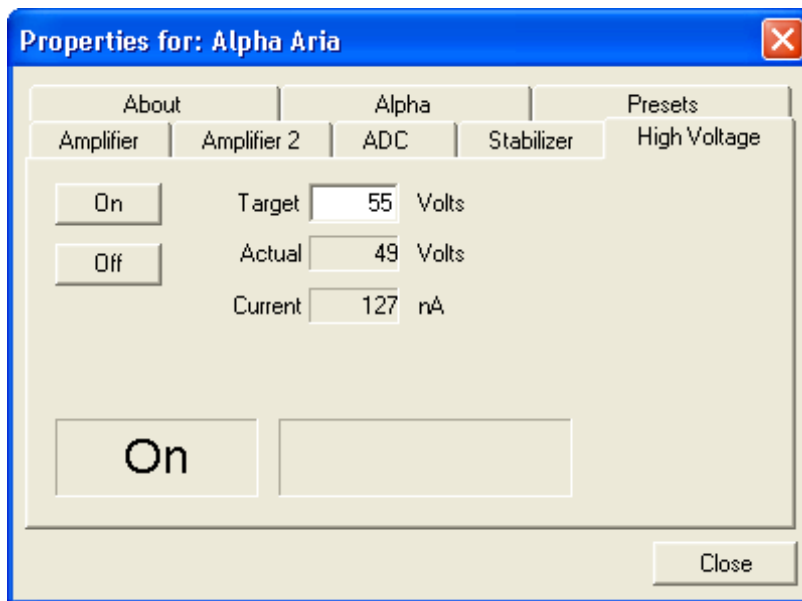 Properties for: Alpha Aria
About Alpha Presets
Amplifier Amplifier 2 ADC Stabilizer High Voltage
On Target 55 Volts
Off Actual 49 Volts
Current 127 nA
On
Close